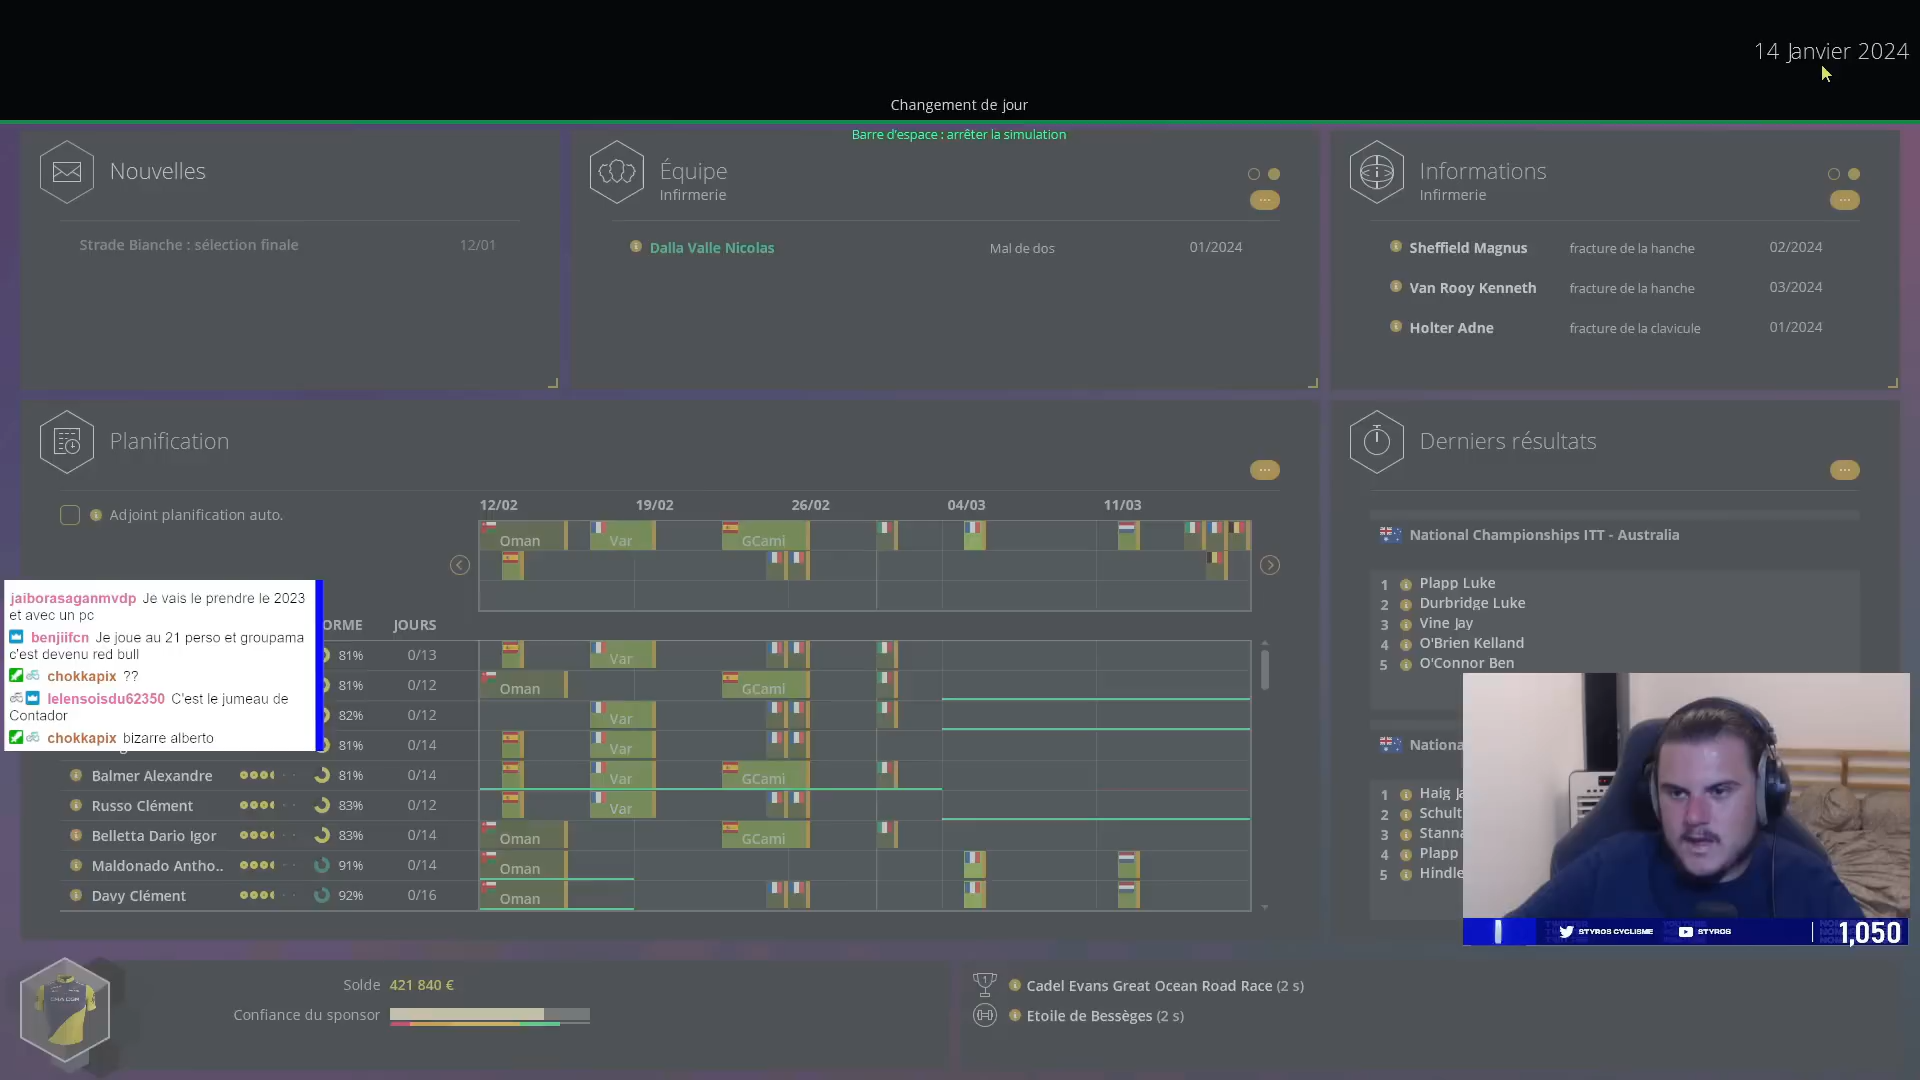 14 Janvier 2024
Changement de jour
Barre d'espace : arrêter la simulation
Nouvelles
Strade Bianche : sélection finale 12/01
Équipe
Infirmerie
Dalla Valle Nicolas Mal de dos 01/2024
Informations
Infirmerie
Sheffield Magnus fracture de la hanche 02/2024
Van Rooy Kenneth fracture de la hanche 03/2024
Holter Adne fracture de la clavicule 01/2024
Planification
Adjoint planification auto.
12/02 19/02 26/02 04/03 11/03
Oman Var GCami
ORME JOURS
81% 0/13 Var
81% 0/12 Oman GCami
82% 0/12 Var
81% 0/14 Var
Balmer Alexandre 81% 0/14 Var GCami
Russo Clément 83% 0/12 Var
Belletta Dario Igor 83% 0/14 Oman GCami
Maldonado Antho.. 91% 0/14 Oman
Davy Clément 92% 0/16 Oman
jaiborasaganmvdp Je vais le prendre le 2023
et avec un pc
benjiifcn Je joue au 21 perso et groupama
c'est devenu red bull
chokkapix ??
lelensoisdu62350 C'est le jumeau de
Contador
chokkapix bizarre alberto
Derniers résultats
National Championships ITT - Australia
1 Plapp Luke
2 Durbridge Luke
3 Vine Jay
4 O'Brien Kelland
5 O'Connor Ben
Nationa
1 Haig Ja
2 Schult
3 Stanna
4 Plapp
5 Hindle
STYROS CYCLISME STYROS 1,050
Solde 421 840 €
Confiance du sponsor
Cadel Evans Great Ocean Road Race (2 s)
Etoile de Bessèges (2 s)